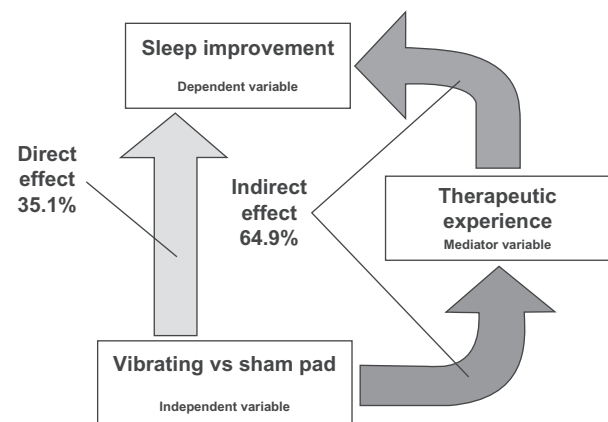 Sleep improvement
Dependent variable
Direct
effect
35.1%
Indirect
effect
64.9%
Therapeutic
experience
Mediator variable
Vibrating vs sham pad
Independent variable